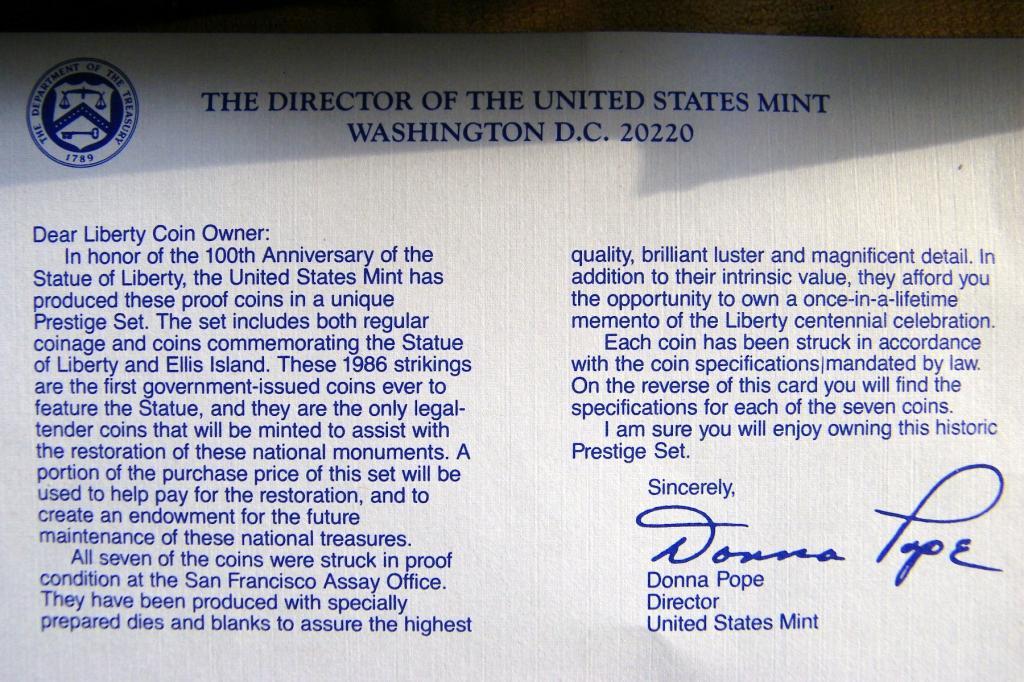 THE DEPARTMENT OF THE TREASURY
1789
THE DIRECTOR OF THE UNITED STATES MINT
WASHINGTON D.C. 20220
Dear Liberty Coin Owner:
In honor of the 100th Anniversary of the
Statue of Liberty, the United States Mint has
produced these proof coins in a unique
Prestige Set. The set includes both regular
coinage and coins commemorating the Statue
of Liberty and Ellis Island. These 1986 strikings
are the first government-issued coins ever to
feature the Statue, and they are the only legal-
tender coins that will be minted to assist with
the restoration of these national monuments. A
portion of the purchase price of this set will be
used to help pay for the restoration, and to
create an endowment for the future
maintenance of these national treasures.
All seven of the coins were struck in proof
condition at the San Francisco Assay Office.
They have been produced with specially
prepared dies and blanks to assure the highest
quality, brilliant luster and magnificent detail. In
addition to their intrinsic value, they afford you
the opportunity to own a once-in-a-lifetime
memento of the Liberty centennial celebration.
Each coin has been struck in accordance
with the coin specifications|mandated by law.
On the reverse of this card you will find the
specifications for each of the seven coins.
I am sure you will enjoy owning this historic
Prestige Set.
Sincerely,
Donna Pope
Donna Pope
Director
United States Mint